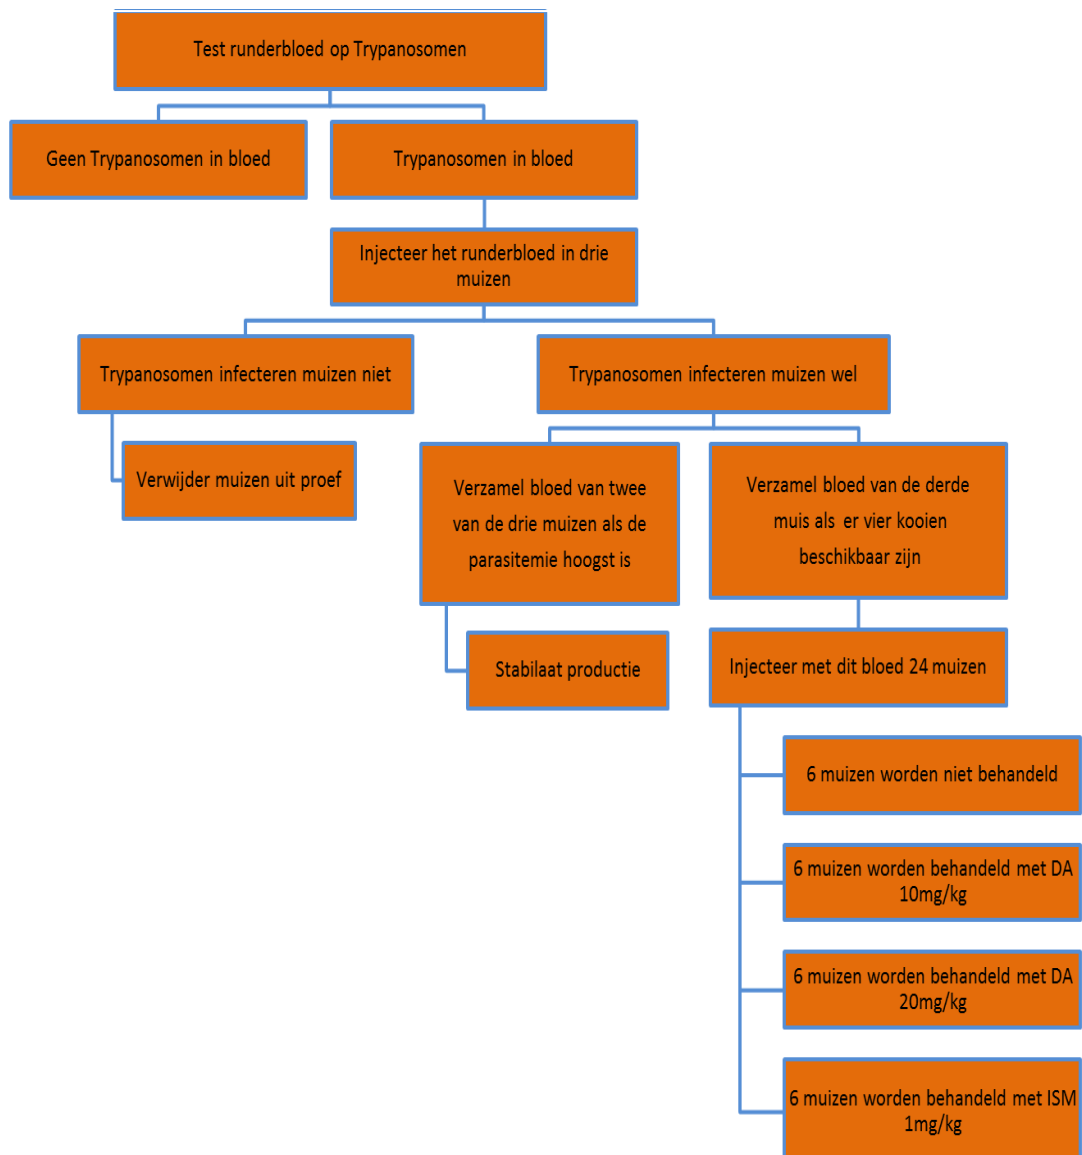 Test runderbloed op Trypanosomen
Geen Trypanosomen in bloed
Trypanosomen in bloed
Injecteer het runderbloed in drie
muizen
Trypanosomen infecteren muizen niet
Trypanosomen infecteren muizen wel
Verwijder muizen uit proef
Verzamel bloed van twee
van de drie muizen als de
parasitemie hoogst is
Verzamel bloed van de derde
muis als er vier kooien
beschikbaar zijn
Stabilaat productie
Injecteer met dit bloed 24 muizen
6 muizen worden niet behandeld
6 muizen worden behandeld met DA
10mg/kg
6 muizen worden behandeld met DA
20mg/kg
6 muizen worden behandeld met ISM
1mg/kg